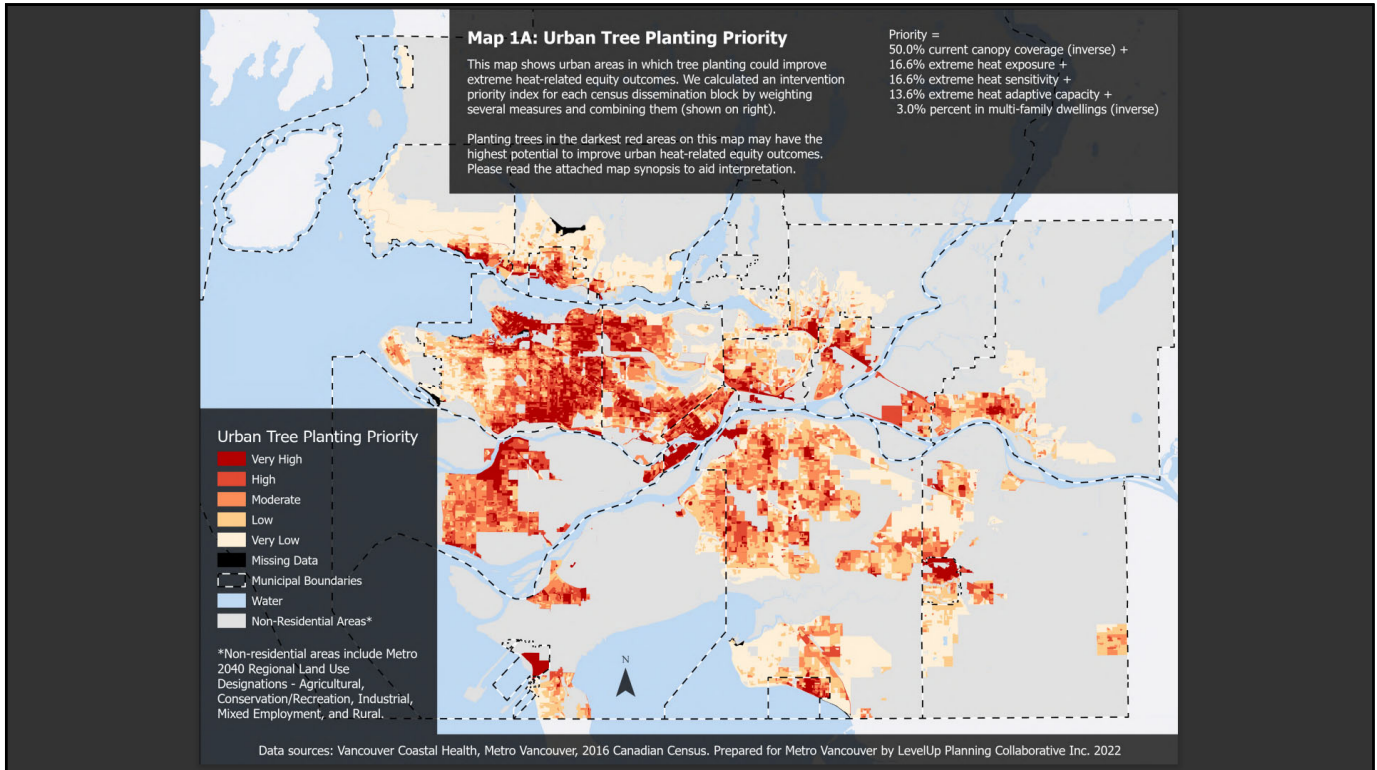 Map 1A: Urban Tree Planting Priority
This map shows urban areas in which tree planting could improve
extreme heat-related equity outcomes. We calculated an intervention
priority index for each census dissemination block by weighting
several measures and combining them (shown on right).
Planting trees in the darkest red areas on this map may have the
highest potential to improve urban heat-related equity outcomes.
Please read the attached map synopsis to aid interpretation.
Priority =
50.0% current canopy coverage (inverse) +
16.6% extreme heat exposure +
16.6% extreme heat sensitivity +
13.6% extreme heat adaptive capacity +
3.0% percent in multi-family dwellings (inverse)
Urban Tree Planting Priority
Very High
High
Moderate
Low
Very Low
Missing Data
Municipal Boundaries
Water
Non-Residential Areas*
*Non-residential areas include Metro
2040 Regional Land Use
Designations - Agricultural,
Conservation/Recreation, Industrial,
Mixed Employment, and Rural.
N
Data sources: Vancouver Coastal Health, Metro Vancouver, 2016 Canadian Census. Prepared for Metro Vancouver by LevelUp Planning Collaborative Inc. 2022